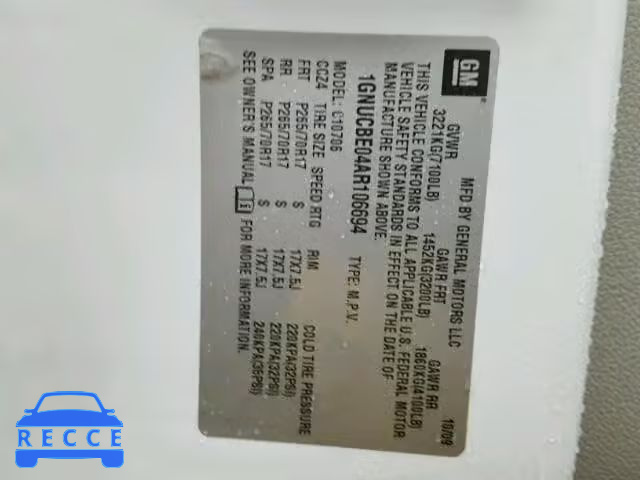 GM
MFD BY GENERAL MOTORS LLC 10/09
GVWR GAWR FRT GAWR RR
3221KG(7100LB) 1452KG(3200LB) 1860KG(4100LB)
THIS VEHICLE CONFORMS TO ALL APPLICABLE U.S. FEDERAL MOTOR
VEHICLE SAFETY STANDARDS IN EFFECT ON THE DATE OF
MANUFACTURE SHOWN ABOVE.
1GNUCBE04AR106694 TYPE: M.P.V.
MODEL: C10706
CCZ4 TIRE SIZE SPEED RTG RIM COLD TIRE PRESSURE
FRT P265/70R17 S 17X7.5J 220KPA(32PSI)
RR P265/70R17 S 17X7.5J 220KPA(32PSI)
SPA P265/70R17 S 17X7.5J 240KPA(35PSI)
SEE OWNER'S MANUAL FOR MORE INFORMATION.
RECCE